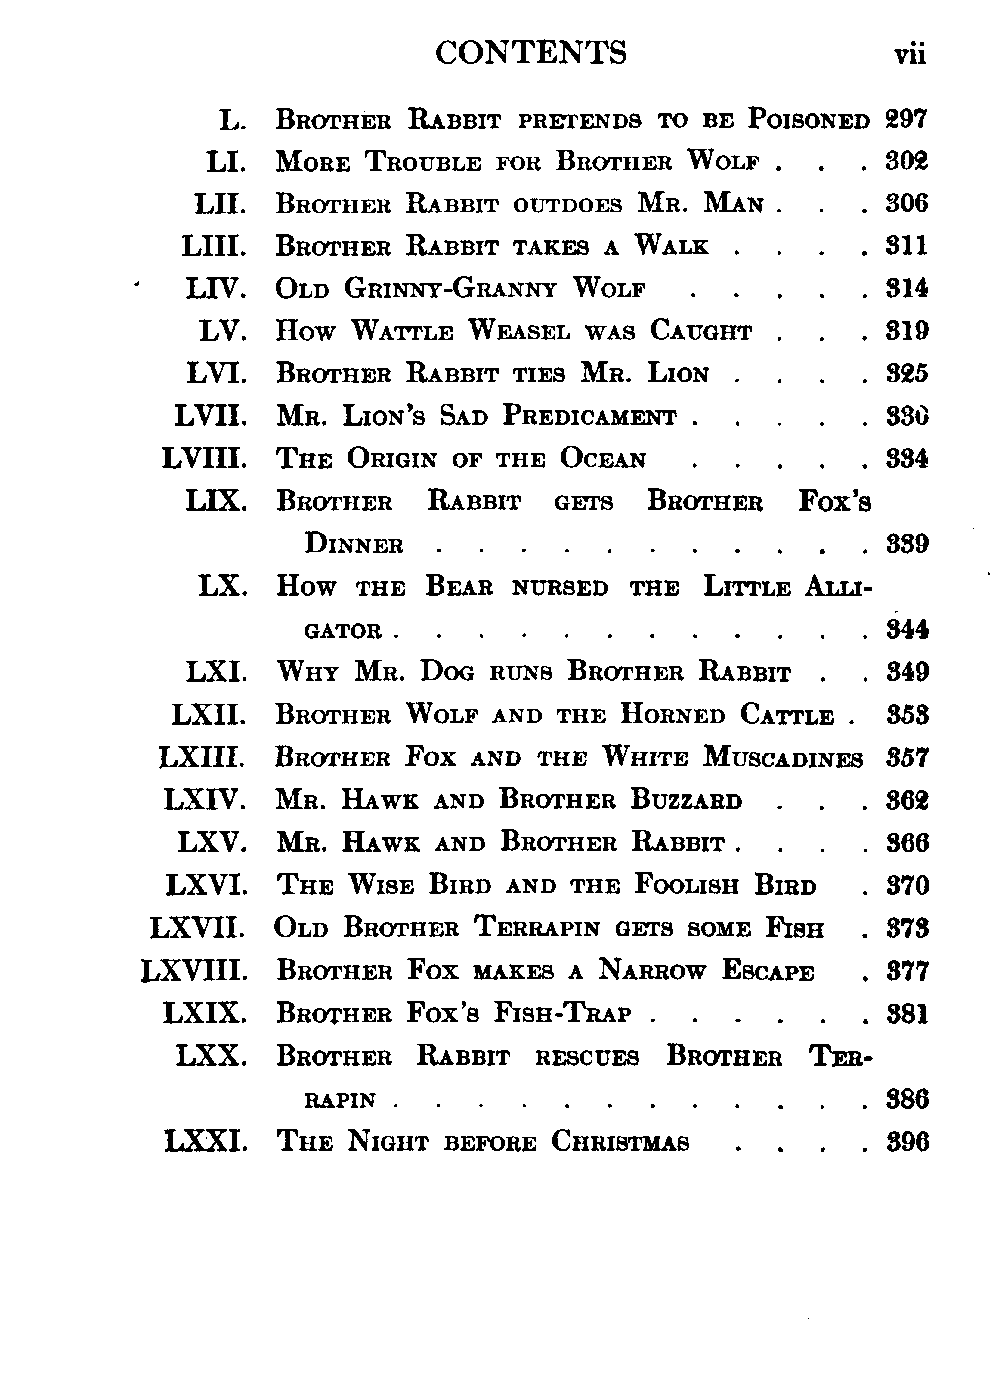 CONTENTS vii
L. Brother Rabbit pretends to be Poisoned 297
LI. More Trouble for Brother Wolf . . . 302
LII. Brother Rabbit outdoes Mr. Man . . . 306
LIII. Brother Rabbit takes a Walk . . . . 311
LIV. Old Grinny-Granny Wolf . . . . . 314
LV. How Wattle Weasel was Caught . . . 319
LVI. Brother Rabbit ties Mr. Lion . . . . 325
LVII. Mr. Lion's Sad Predicament . . . . . 330
LVIII. The Origin of the Ocean . . . . . 334
LIX. Brother Rabbit gets Brother Fox's
Dinner . . . . . . . . . . . 339
LX. How the Bear nursed the Little Alli-
gator . . . . . . . . . . . . 344
LXI. Why Mr. Dog runs Brother Rabbit . . 349
LXII. Brother Wolf and the Horned Cattle . 353
LXIII. Brother Fox and the White Muscadines 357
LXIV. Mr. Hawk and Brother Buzzard . . . 362
LXV. Mr. Hawk and Brother Rabbit . . . . 366
LXVI. The Wise Bird and the Foolish Bird . 370
LXVII. Old Brother Terrapin gets some Fish . 373
LXVIII. Brother Fox makes a Narrow Escape . 377
LXIX. Brother Fox's Fish-Trap . . . . . . 381
LXX. Brother Rabbit rescues Brother Ter-
rapin . . . . . . . . . . . . 386
LXXI. The Night before Christmas . . . . 396